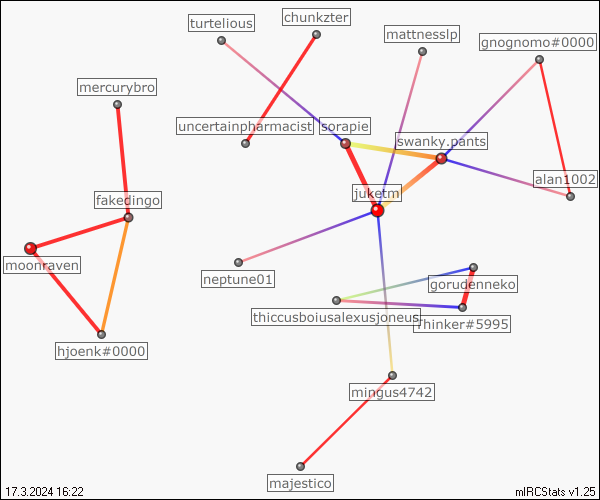 turtelious
chunkzter
mattnesslp
gnognomo#0000
mercurybro
uncertainpharmacist
sorapie
swanky.pants
alan1002
fakedingo
juketm
moonraven
neptune01
gorudenneko
thiccusboiusalexusjoneus
Thinker#5995
hjoenk#0000
mingus4742
majestico
17.3.2024 16:22
mIRCStats v1.25